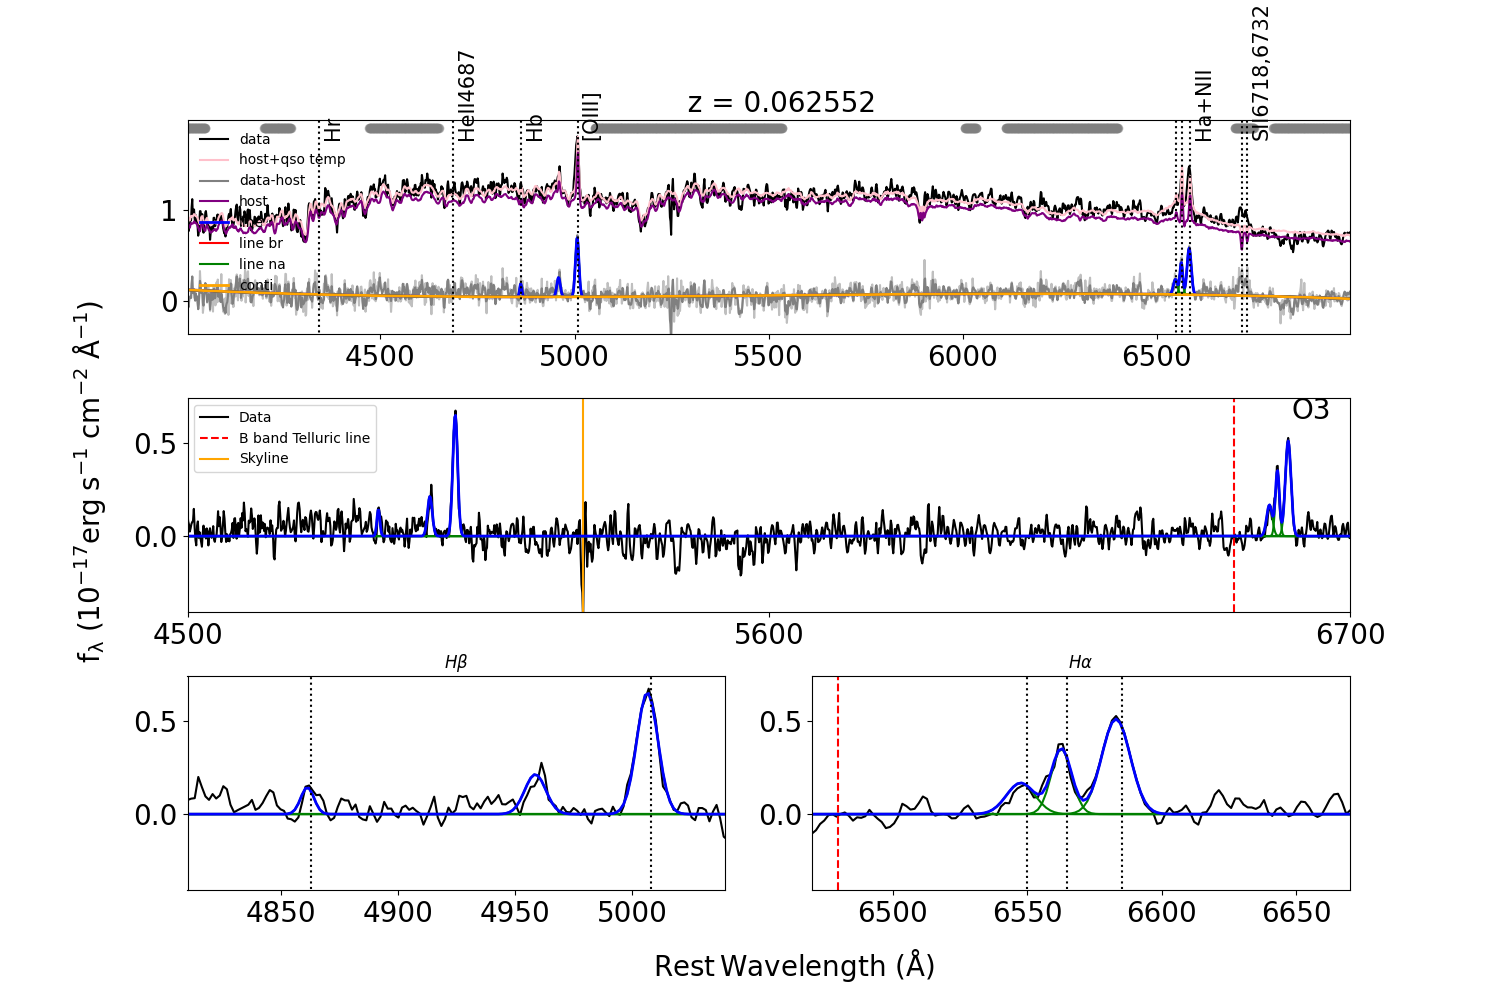 z = 0.062552
Hr
HeII4687
Hb
[OIII]
Ha+NII
SII6718,6732
data
host+qso temp
data-host
host
line br
line na
conti
1
0
4500
5000
5500
6000
6500
f_λ (10^−17 erg s^−1 cm^−2 Å^−1)
Data
B band Telluric line
Skyline
O3
0.5
0.0
4500
5600
6700
Hβ
0.5
0.0
4850
4900
4950
5000
Hα
0.5
0.0
6500
6550
6600
6650
Rest Wavelength (Å)